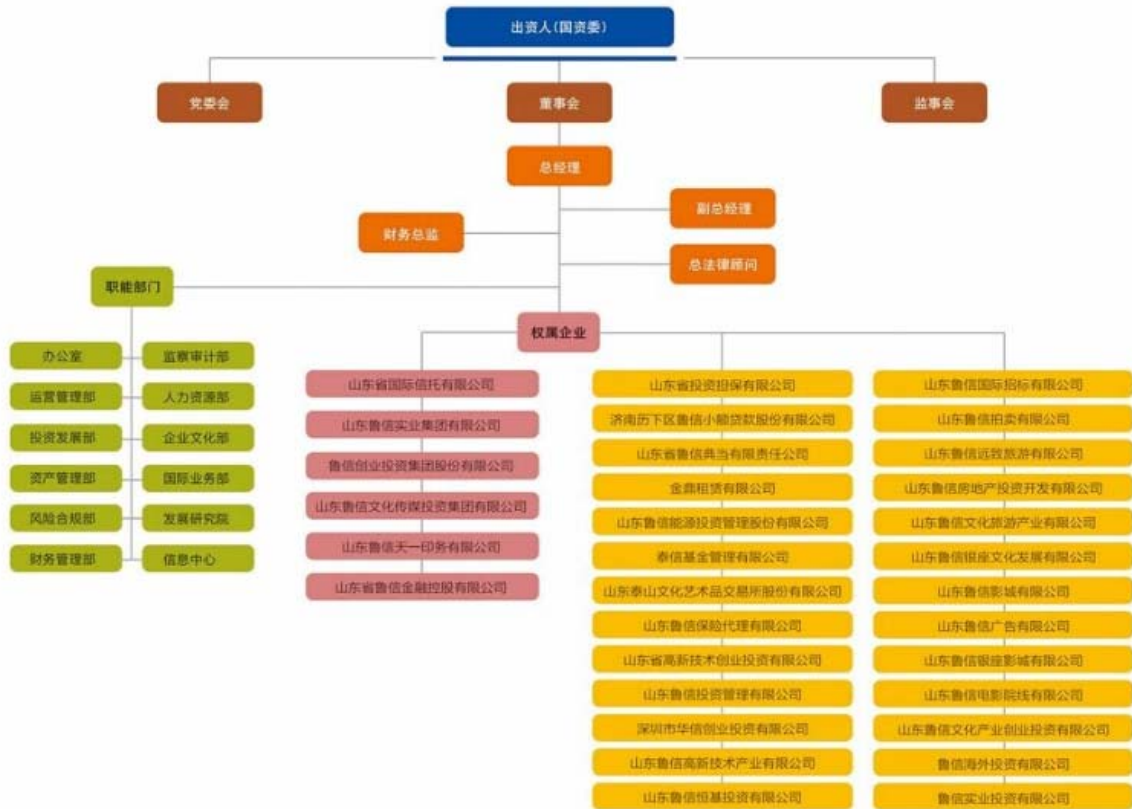 出资人(国资委)
党委会
董事会
监事会
总经理
副总经理
财务总监
总法律顾问
职能部门
权属企业
办公室
监察审计部
运营管理部
人力资源部
投资发展部
企业文化部
资产管理部
国际业务部
风险合规部
发展研究院
财务管理部
信息中心
山东省国际信托有限公司
山东鲁信实业集团有限公司
鲁信创业投资集团股份有限公司
山东鲁信文化传媒投资集团有限公司
山东鲁信天一印务有限公司
山东省鲁信金融控股有限公司
山东省投资担保有限公司
济南历下区鲁信小额贷款股份有限公司
山东省鲁信典当有限责任公司
金鼎租赁有限公司
山东鲁信能源投资管理股份有限公司
泰信基金管理有限公司
山东泰山文化艺术品交易所股份有限公司
山东鲁信保险代理有限公司
山东省高新技术创业投资有限公司
山东鲁信投资管理有限公司
深圳市华信创业投资有限公司
山东鲁信高新技术产业有限公司
山东鲁信恒基投资有限公司
山东鲁信国际招标有限公司
山东鲁信拍卖有限公司
山东鲁信远致旅游有限公司
山东鲁信房地产投资开发有限公司
山东鲁信文化旅游产业有限公司
山东鲁信银座文化发展有限公司
山东鲁信影城有限公司
山东鲁信广告有限公司
山东鲁信银座影城有限公司
山东鲁信电影院线有限公司
山东鲁信文化产业创业投资有限公司
鲁信海外投资有限公司
鲁信实业投资有限公司